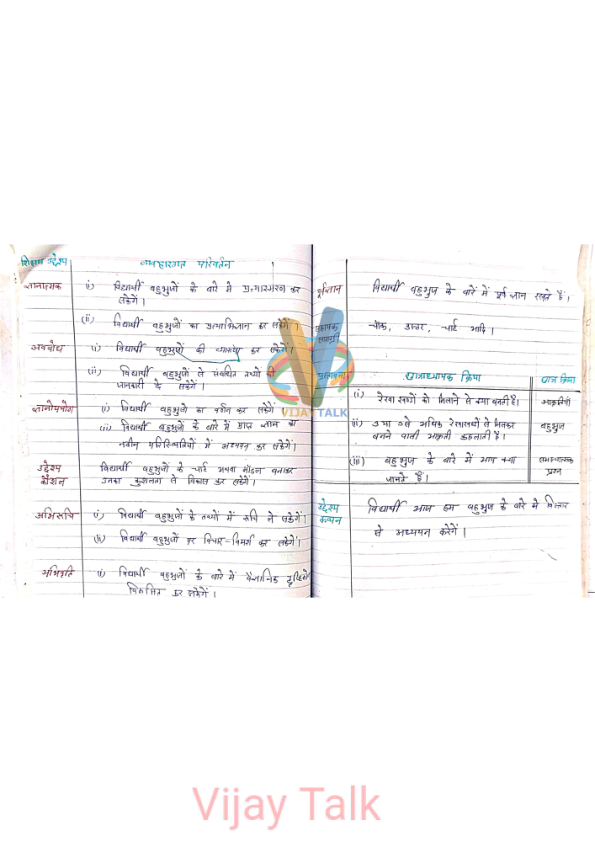 शिक्षण उद्देश्य व्यवहारगत परिवर्तन
ज्ञानात्मक (i) विद्यार्थी बहुभुजों के बारे में प्रत्यास्मरण कर
सकेंगे।
(ii) विद्यार्थी बहुभुजों का प्रत्याभिज्ञान कर सकेंगे।
अवबोध (i) विद्यार्थी बहुभुजों की व्याख्या कर सकेंगे।
(ii) विद्यार्थी बहुभुजों से संबंधित तथ्यों की
जानकारी दे सकेंगे।
ज्ञानोपयोग (i) विद्यार्थी बहुभुजों का वर्णन कर सकेंगे
(ii) विद्यार्थी बहुभुजों के बारे में प्राप्त ज्ञान का
नवीन परिस्थितियों में अध्ययन कर सकेंगे।
उद्देश्य विद्यार्थी बहुभुजों के चार्ट अथवा मॉडल बनाकर
कौशल उनका कुशलता से विकास कर सकेंगे।
अभिरुचि (i) विद्यार्थी बहुभुजों के तथ्यों में रुचि ले सकेंगे।
(ii) विद्यार्थी बहुभुजों पर विचार-विमर्श कर सकेंगे।
अभिवृत्ति (i) विद्यार्थी बहुभुजों के बारे में वैज्ञानिक दृष्टिकोण
विकसित कर सकेंगे।
पूर्वज्ञान विद्यार्थी बहुभुज के बारे में पूर्व ज्ञान रखते हैं।
सहायक सामग्री चॉक, डस्टर, चार्ट आदि।
प्रस्तावना छात्राध्यापक क्रिया छात्र क्रिया
(i) रेखाखण्डों को मिलाने से क्या बनती है। आकृतियाँ
(ii) 3 या 3 से अधिक रेखाखण्डों से मिलकर बहुभुज
बनने वाली आकृति कहलाती है।
(iii) बहुभुज के बारे में आप क्या समस्यात्मक
जानते हैं। प्रश्न
उद्देश्य विद्यार्थी आज हम बहुभुज के बारे में विस्तार
कथन से अध्ययन करेंगे।
VIJAY TALK
Vijay Talk